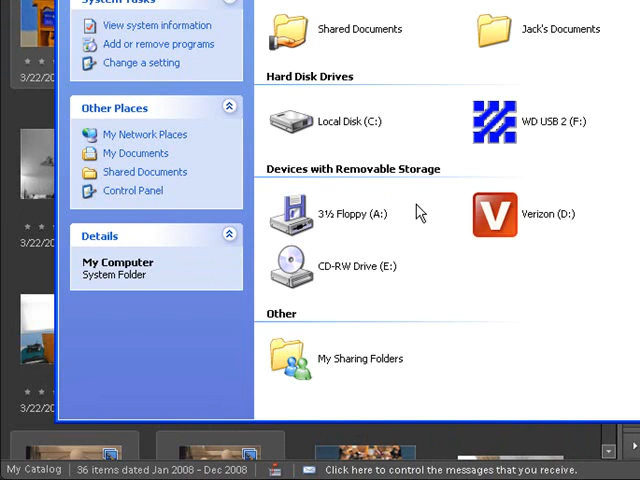 System Tasks
View system information
Add or remove programs
Change a setting
Other Places
My Network Places
My Documents
Shared Documents
Control Panel
Details
My Computer
System Folder
Shared Documents
Jack's Documents
Hard Disk Drives
Local Disk (C:)
WD USB 2 (F:)
Devices with Removable Storage
3½ Floppy (A:)
V
Verizon (D:)
CD-RW Drive (E:)
Other
My Sharing Folders
3/22/20
3/22/20
3/22/20
My Catalog
36 items dated Jan 2008 - Dec 2008
Click here to control the messages that you receive.